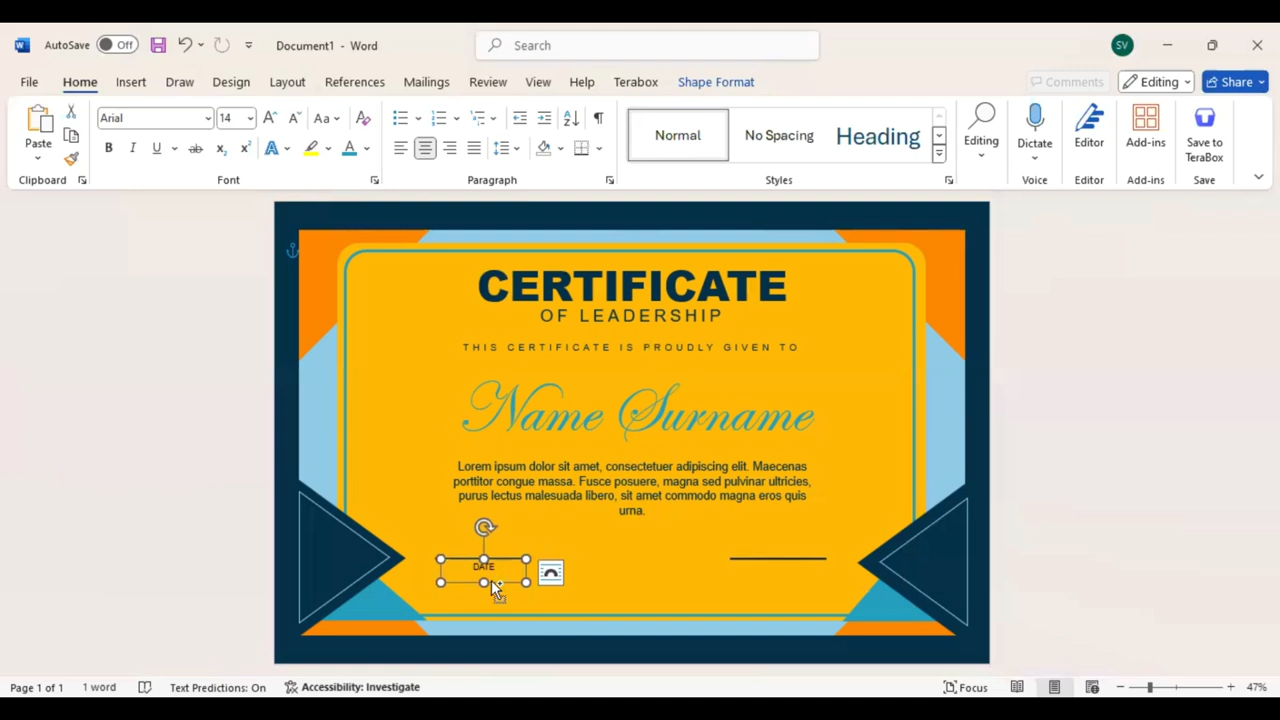 AutoSave Off Document1 - Word Search SV
File Home Insert Draw Design Layout References Mailings Review View Help Terabox Shape Format Comments Editing Share
Paste Arial 14 Aa Normal No Spacing Heading Editing Dictate Editor Add-ins Save to TeraBox
Clipboard Font Paragraph Styles Voice Editor Add-ins Save
CERTIFICATE
OF LEADERSHIP
THIS CERTIFICATE IS PROUDLY GIVEN TO
Name Surname
Lorem ipsum dolor sit amet, consectetuer adipiscing elit. Maecenas
porttitor congue massa. Fusce posuere, magna sed pulvinar ultricies,
purus lectus malesuada libero, sit amet commodo magna eros quis
urna.
DATE
Page 1 of 1 1 word Text Predictions: On Accessibility: Investigate Focus 47%